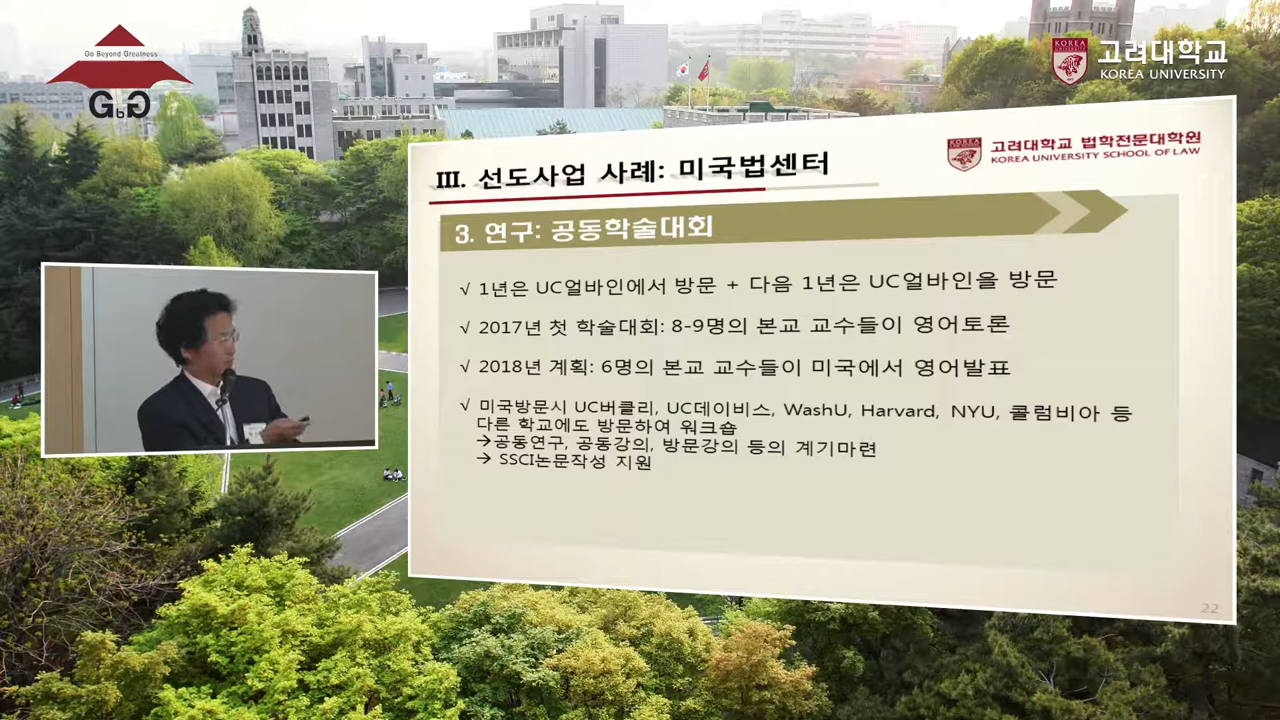 Go Beyond Greatness
GbG
KOREA UNIVERSITY
고려대학교
KOREA UNIVERSITY
KOREA UNIVERSITY
고려대학교 법학전문대학원
KOREA UNIVERSITY SCHOOL OF LAW
III. 선도사업 사례: 미국법센터
3. 연구: 공동학술대회
√ 1년은 UC얼바인에서 방문 + 다음 1년은 UC얼바인을 방문
√ 2017년 첫 학술대회: 8-9명의 본교 교수들이 영어토론
√ 2018년 계획: 6명의 본교 교수들이 미국에서 영어발표
√ 미국방문시 UC버클리, UC데이비스, WashU, Harvard, NYU, 콜럼비아 등
다른 학교에도 방문하여 워크숍
→공동연구, 공동강의, 방문강의 등의 계기마련
→ SSCI논문작성 지원
22